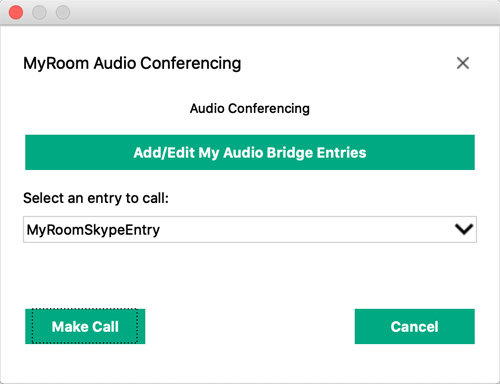 MyRoom Audio Conferencing
Audio Conferencing
Add/Edit My Audio Bridge Entries
Select an entry to call:
MyRoomSkypeEntry
Make Call
Cancel